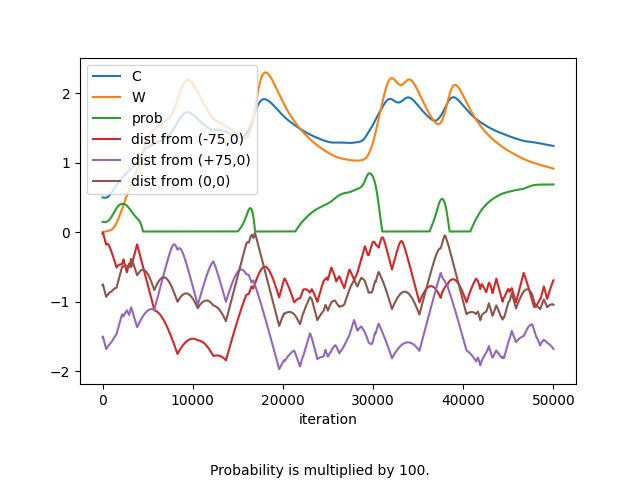 C
W
prob
dist from (-75,0)
dist from (+75,0)
dist from (0,0)
2
1
0
−1
−2
0 10000 20000 30000 40000 50000
iteration
Probability is multiplied by 100.